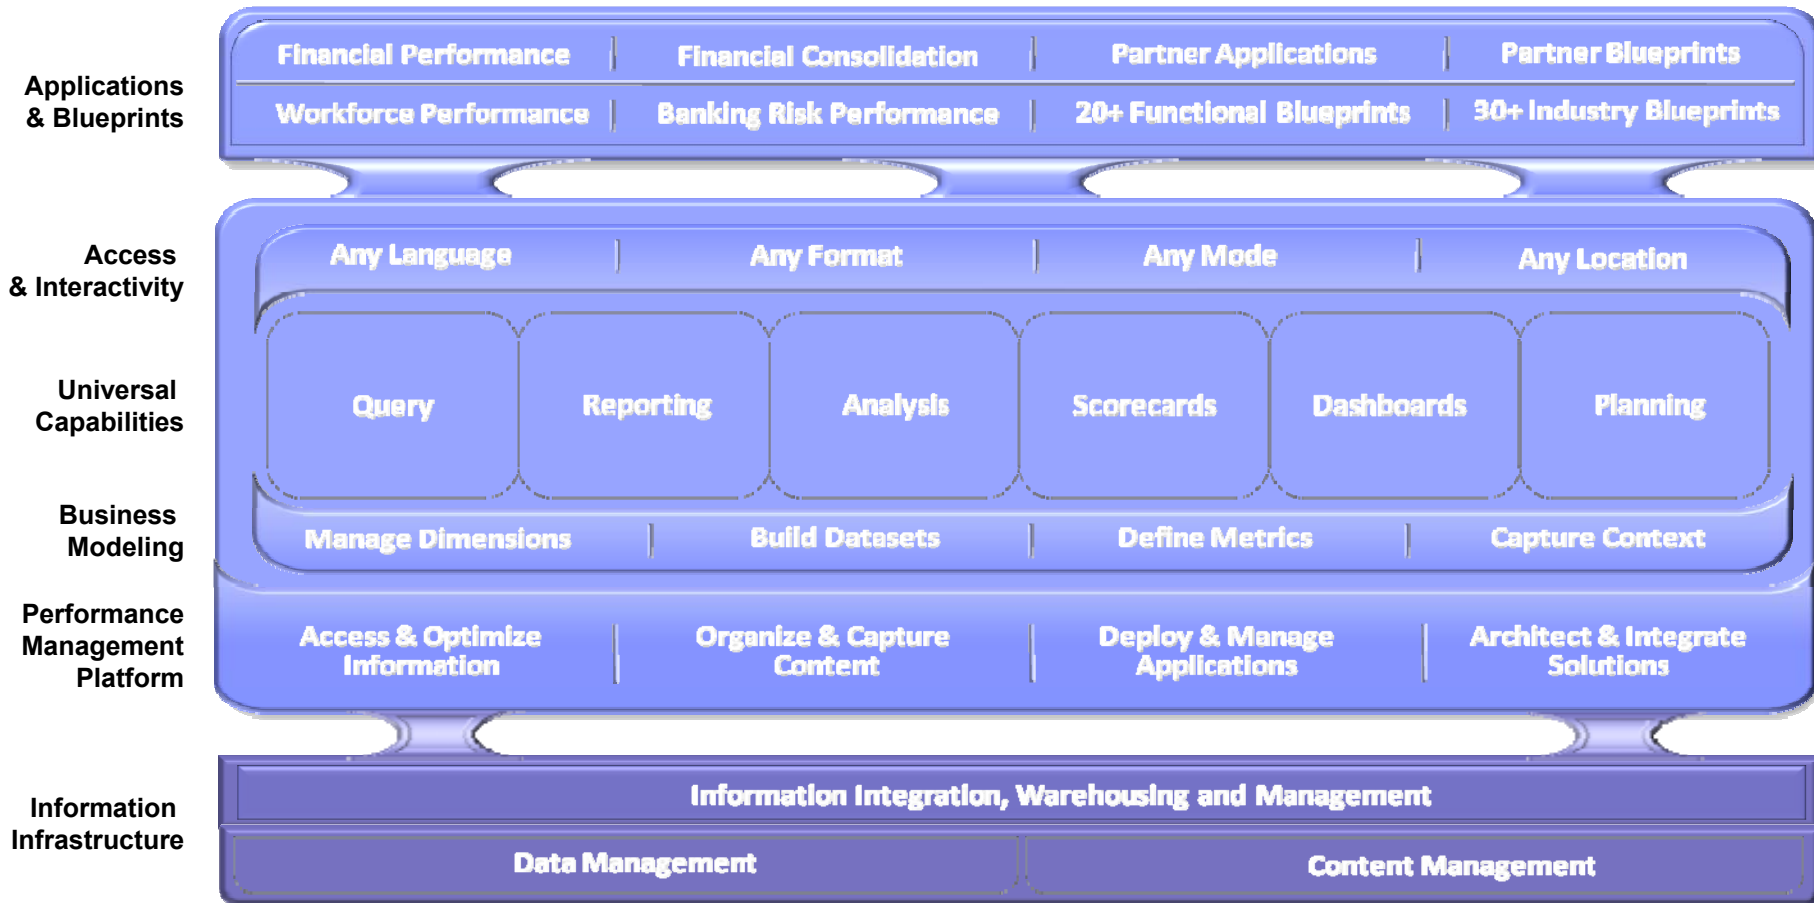 Applications
& Blueprints
Financial Performance
Financial Consolidation
Partner Applications
Partner Blueprints
Workforce Performance
Banking Risk Performance
20+ Functional Blueprints
30+ Industry Blueprints
Access
& Interactivity
Any Language
Any Format
Any Mode
Any Location
Universal
Capabilities
Query
Reporting
Analysis
Scorecards
Dashboards
Planning
Business
Modeling
Manage Dimensions
Build Datasets
Define Metrics
Capture Context
Performance
Management
Platform
Access & Optimize
Information
Organize & Capture
Content
Deploy & Manage
Applications
Architect & Integrate
Solutions
Information
Infrastructure
Information Integration, Warehousing and Management
Data Management
Content Management